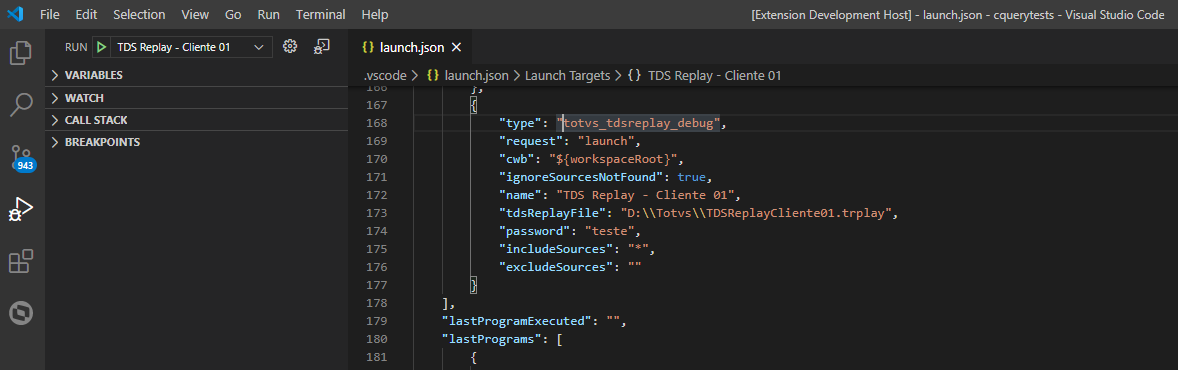 File Edit Selection View Go Run Terminal Help [Extension Development Host] - launch.json - cquerytests - Visual Studio Code
RUN TDS Replay - Cliente 01
VARIABLES
WATCH
CALL STACK
BREAKPOINTS
943
{} launch.json ×
.vscode > {} launch.json > Launch Targets > {} TDS Replay - Cliente 01
166 },
167 {
168 "type": "totvs_tdsreplay_debug",
169 "request": "launch",
170 "cwb": "${workspaceRoot}",
171 "ignoreSourcesNotFound": true,
172 "name": "TDS Replay - Cliente 01",
173 "tdsReplayFile": "D:\\Totvs\\TDSReplayCliente01.trplay",
174 "password": "teste",
175 "includeSources": "*",
176 "excludeSources": ""
177 }
178 ],
179 "lastProgramExecuted": "",
180 "lastPrograms": [
181 {